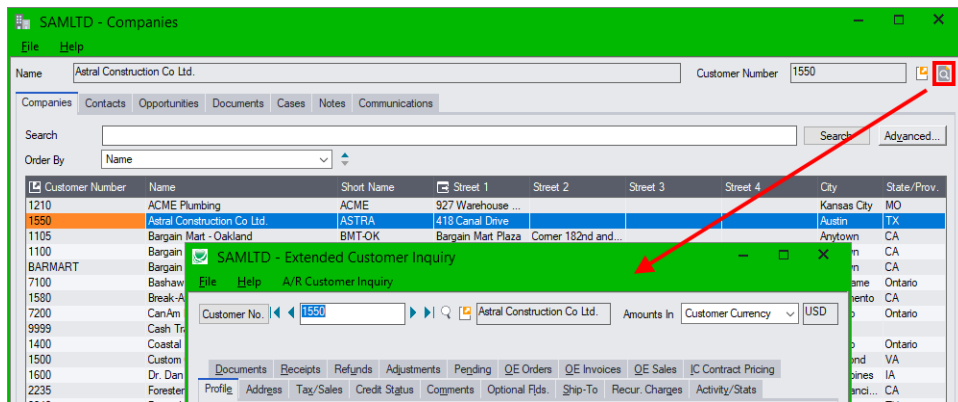 SAMLTD - Companies
File Help
Name Astral Construction Co Ltd. Customer Number 1550
Companies Contacts Opportunities Documents Cases Notes Communications
Search Search Advanced...
Order By Name
Customer Number Name Short Name Street 1 Street 2 Street 3 Street 4 City State/Prov.
1210 ACME Plumbing ACME 927 Warehouse ... Kansas City MO
1550 Astral Construction Co Ltd. ASTRA 418 Canal Drive Austin TX
1105 Bargain Mart - Oakland BMT-OK Bargain Mart Plaza Corner 182nd and... Anytown CA
1100 Bargain n CA
BARMART Bargain n CA
7100 Bashaw ame Ontario
1580 Break-A ento CA
7200 CanAm Ontario
9999 Cash Tr
1400 Coastal Ontario
1500 Custom ond VA
1600 Dr. Dan ines IA
2235 Forester anci... CA
SAMLTD - Extended Customer Inquiry
File Help A/R Customer Inquiry
Customer No. 1550 Astral Construction Co Ltd. Amounts In Customer Currency USD
Documents Receipts Refunds Adjustments Pending OE Orders OE Invoices OE Sales IC Contract Pricing
Profile Address Tax/Sales Credit Status Comments Optional Flds. Ship-To Recur. Charges Activity/Stats